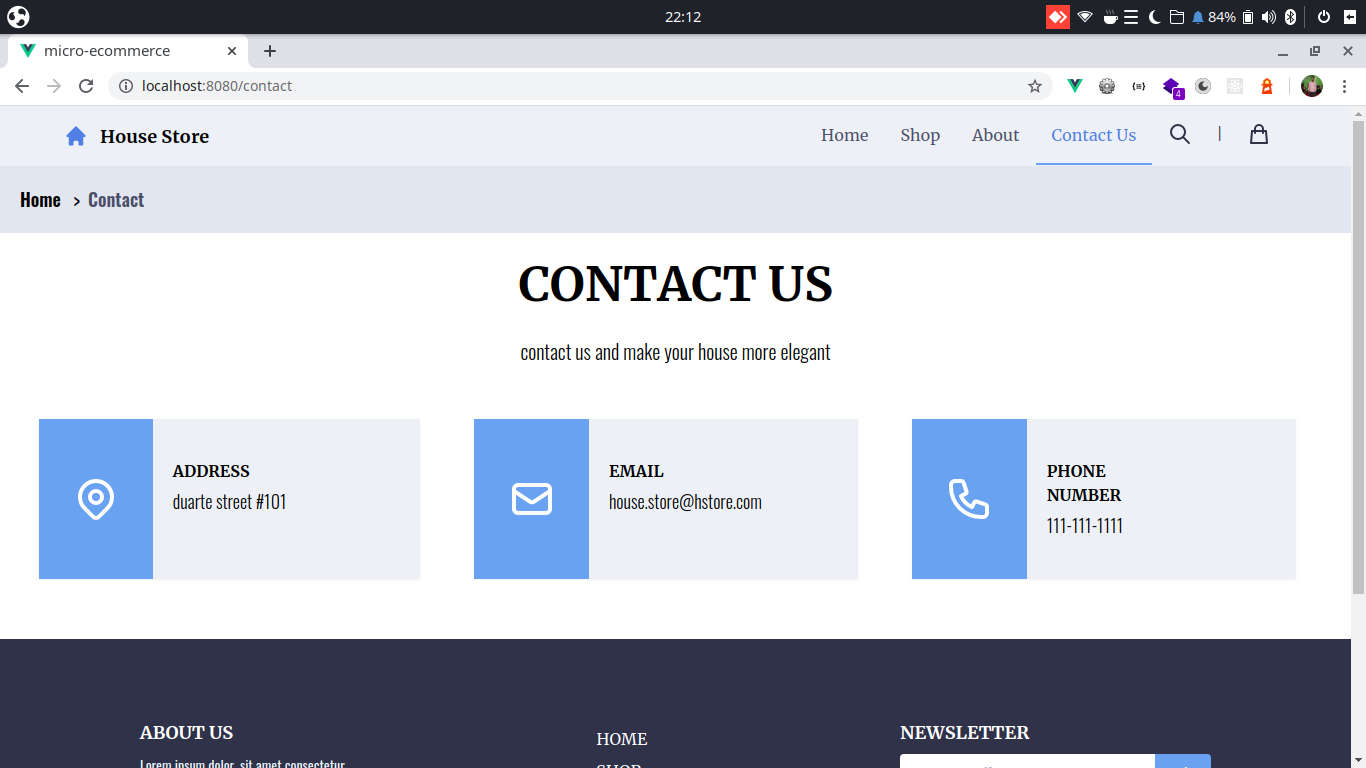 22:12
84%
micro-ecommerce
localhost:8080/contact
4
House Store
Home Shop About Contact Us |
Home > Contact
CONTACT US
contact us and make your house more elegant
ADDRESS
duarte street #101
EMAIL
house.store@hstore.com
PHONE
NUMBER
111-111-1111
ABOUT US
Lorem ipsum dolor, sit amet consectetur
HOME
SHOP
NEWSLETTER